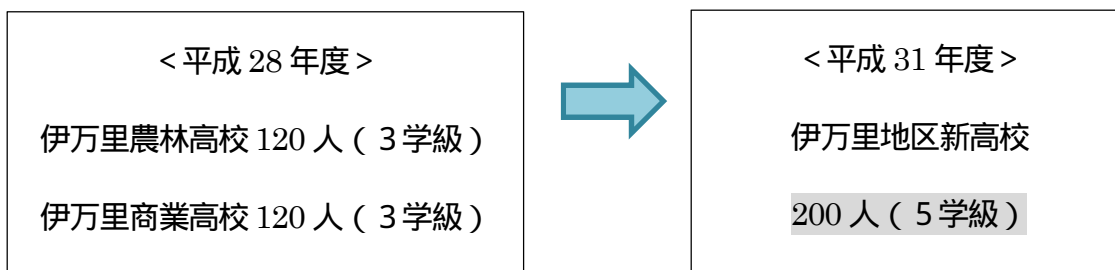 <平成 28 年度>
伊万里農林高校 120 人(3学級)
伊万里商業高校 120 人(3学級)
<平成 31 年度>
伊万里地区新高校
200 人(5学級)